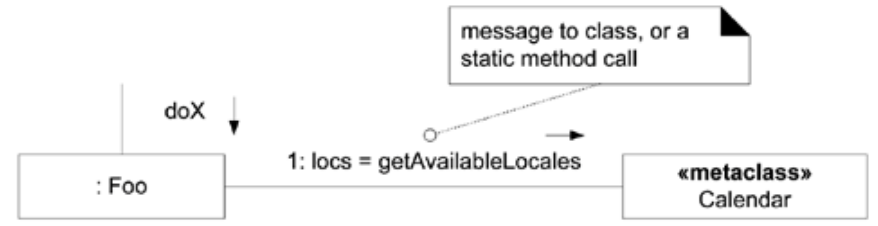 message to class, or a
static method call
doX
1: locs = getAvailableLocales
: Foo
«metaclass»
Calendar